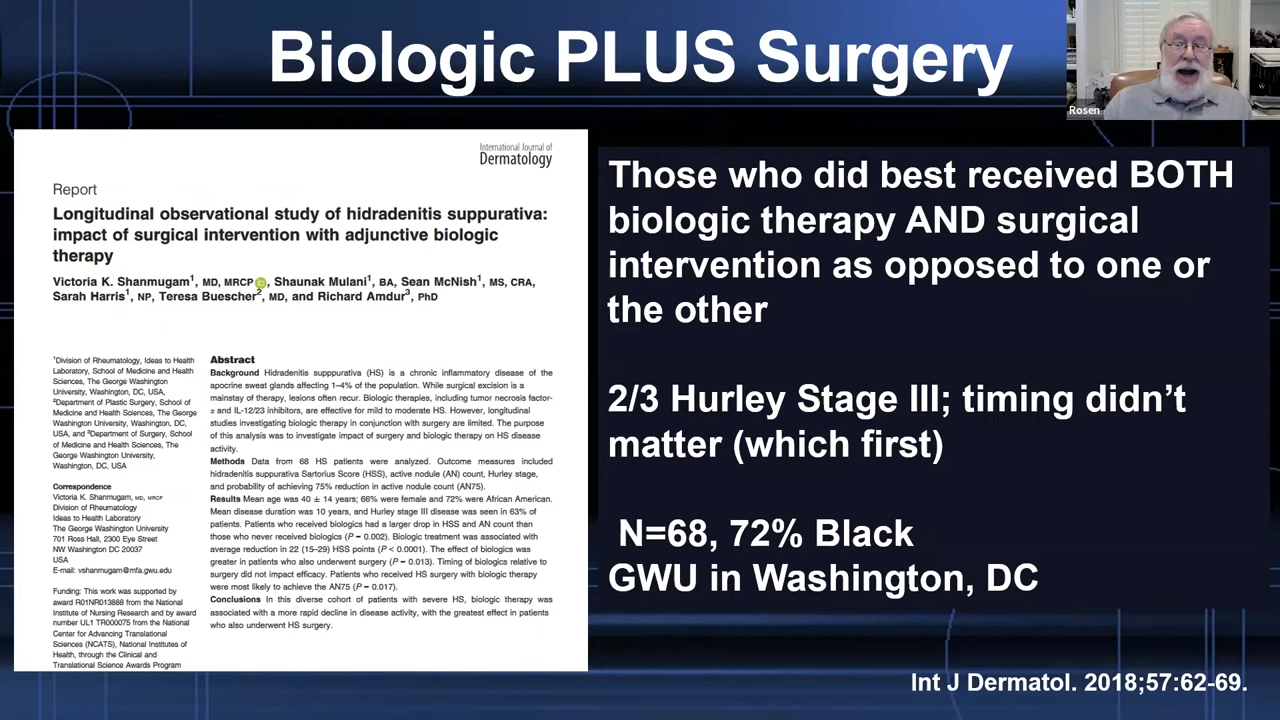 Biologic PLUS Surgery
Rosen
International Journal of
Dermatology
Report
Longitudinal observational study of hidradenitis suppurativa:
impact of surgical intervention with adjunctive biologic
therapy
Victoria K. Shanmugam1, MD, MRCP iD, Shaunak Mulani1, BA, Sean McNish1, MS, CRA,
Sarah Harris1, NP, Teresa Buescher2, MD, and Richard Amdur3, PhD
1Division of Rheumatology, Ideas to Health
Laboratory, School of Medicine and Health
Sciences, The George Washington
University, Washington, DC, USA,
2Department of Plastic Surgery, School of
Medicine and Health Sciences, The George
Washington University, Washington, DC,
USA, and 3Department of Surgery, School
of Medicine and Health Sciences, The
George Washington University,
Washington, DC, USA
Correspondence
Victoria K. Shanmugam, MD, MRCP
Division of Rheumatology
Ideas to Health Laboratory
The George Washington University
701 Ross Hall, 2300 Eye Street
NW Washington DC 20037
USA
E-mail: vshanmugam@mfa.gwu.edu
Funding: This work was supported by
award R01NR013888 from the National
Institute of Nursing Research and by award
number UL1 TR000075 from the National
Center for Advancing Translational
Sciences (NCATS), National Institutes of
Health, through the Clinical and
Translational Science Awards Program
Abstract
Background Hidradenitis supppurativa (HS) is a chronic inflammatory disease of the
apocrine sweat glands affecting 1–4% of the population. While surgical excision is a
mainstay of therapy, lesions often recur. Biologic therapies, including tumor necrosis factor-
α and IL-12/23 inhibitors, are effective for mild to moderate HS. However, longitudinal
studies investigating biologic therapy in conjunction with surgery are limited. The purpose
of this analysis was to investigate impact of surgery and biologic therapy on HS disease
activity.
Methods Data from 68 HS patients were analyzed. Outcome measures included
hidradenitis suppurativa Sartorius Score (HSS), active nodule (AN) count, Hurley stage,
and probability of achieving 75% reduction in active nodule count (AN75).
Results Mean age was 40 ± 14 years; 66% were female and 72% were African American.
Mean disease duration was 10 years, and Hurley stage III disease was seen in 63% of
patients. Patients who received biologics had a larger drop in HSS and AN count than
those who never received biologics (P = 0.002). Biologic treatment was associated with
average reduction in 22 (15–29) HSS points (P < 0.0001). The effect of biologics was
greater in patients who also underwent surgery (P = 0.013). Timing of biologics relative to
surgery did not impact efficacy. Patients who received HS surgery with biologic therapy
were most likely to achieve the AN75 (P = 0.017).
Conclusions In this diverse cohort of patients with severe HS, biologic therapy was
associated with a more rapid decline in disease activity, with the greatest effect in patients
who also underwent HS surgery.
Those who did best received BOTH
biologic therapy AND surgical
intervention as opposed to one or
the other
2/3 Hurley Stage III; timing didn’t
matter (which first)
N=68, 72% Black
GWU in Washington, DC
Int J Dermatol. 2018;57:62-69.